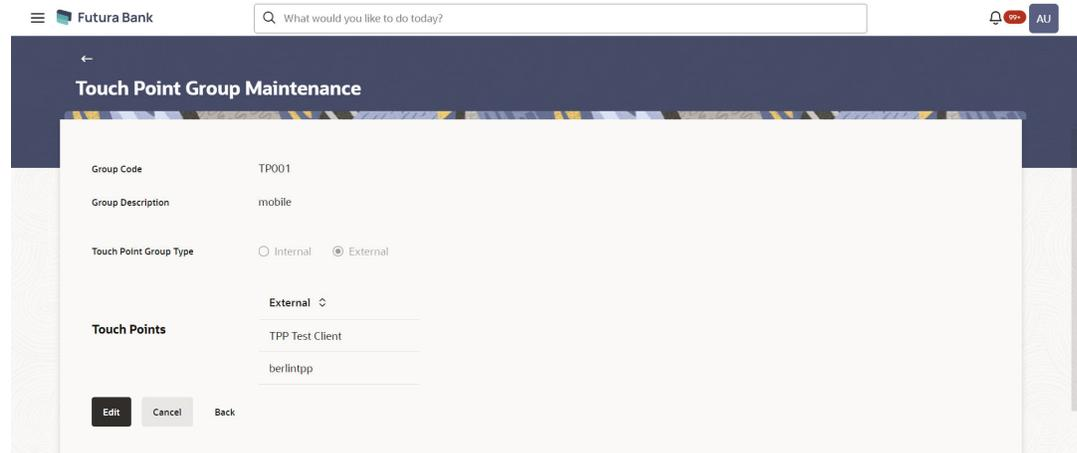 Futura Bank
What would you like to do today?
99+
AU
Touch Point Group Maintenance
Group Code TP001
Group Description mobile
Touch Point Group Type Internal External
External
Touch Points
TPP Test Client
berlintpp
Edit Cancel Back